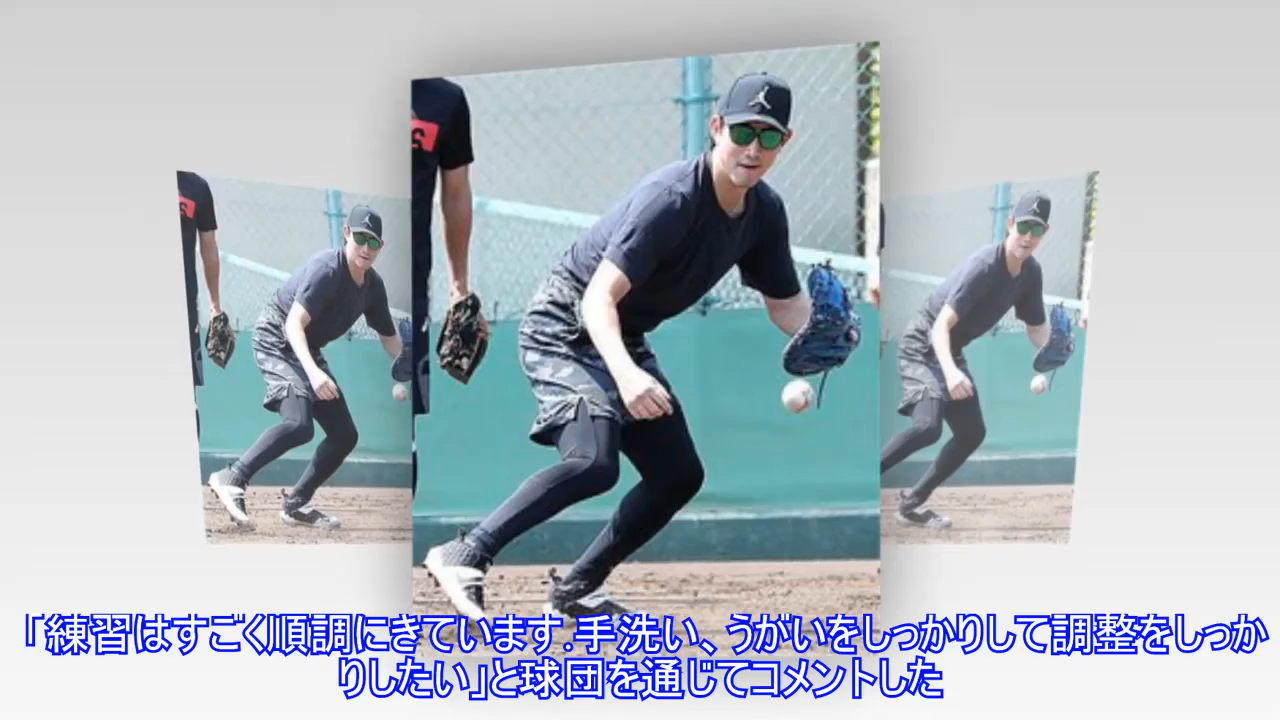 「練習はすごく順調にきています.手洗い、うがいをしっかりして調整をしっか
りしたい」と球団を通じてコメントした